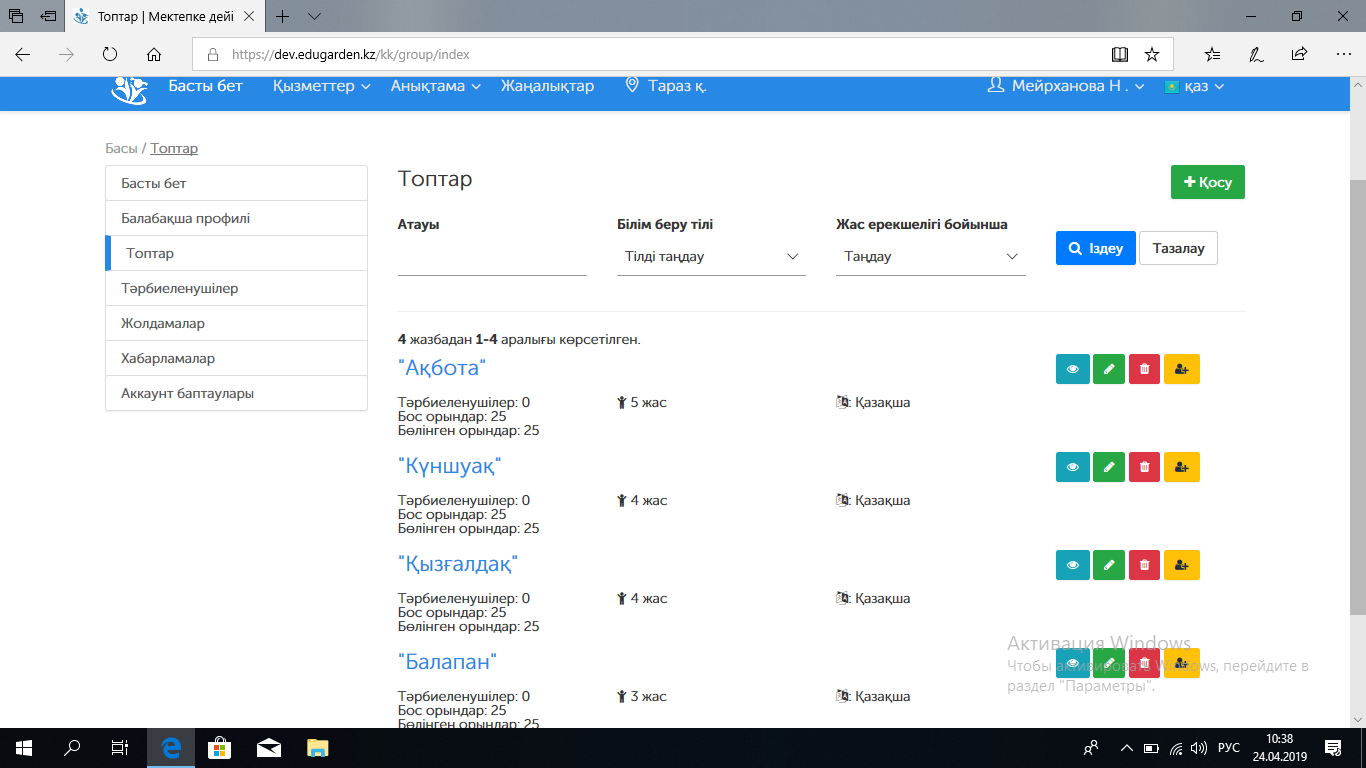 Топтар | Мектепке дейі
https://dev.edugarden.kz/kk/group/index
Басты бет Қызметтер Анықтама Жаңалықтар Тараз қ. Мейрханова Н . қаз
Басы / Топтар
Басты бет
Балабақша профилі
Топтар
Тәрбиеленушілер
Жолдамалар
Хабарламалар
Аккаунт баптаулары
Топтар
Қосу
Атауы Білім беру тілі Жас ерекшелігі бойынша
Тілді таңдау Таңдау Іздеу Тазалау
4 жазбадан 1-4 аралығы көрсетілген.
"Ақбота"
Тәрбиеленушілер: 0 5 жас : Қазақша
Бос орындар: 25
Бөлінген орындар: 25
"Күншуақ"
Тәрбиеленушілер: 0 4 жас : Қазақша
Бос орындар: 25
Бөлінген орындар: 25
"Қызғалдақ"
Тәрбиеленушілер: 0 4 жас : Қазақша
Бос орындар: 25
Бөлінген орындар: 25
"Балапан"
Тәрбиеленушілер: 0 3 жас : Қазақша
Бос орындар: 25
Бөлінген орындар: 25
Активация Windows
Чтобы активировать Windows, перейдите в
раздел "Параметры".
РУС
10:38
24.04.2019